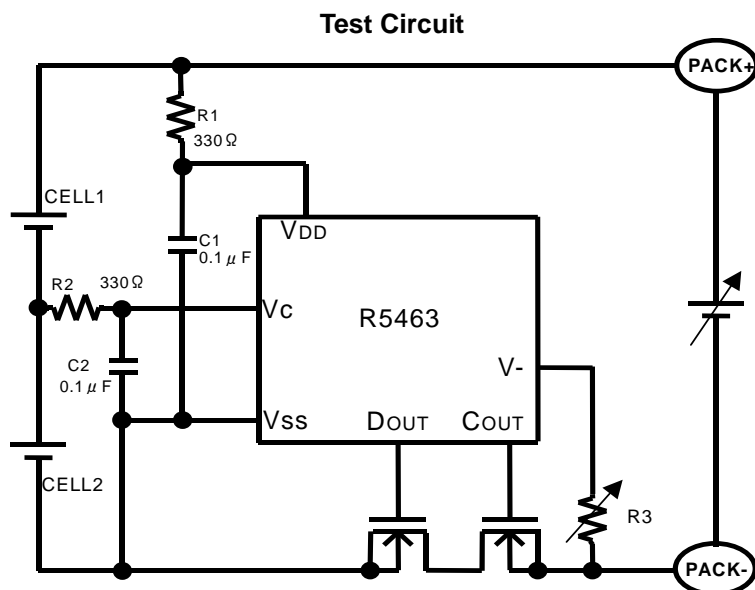 Test Circuit
PACK+
R1
330Ω
CELL1
VDD
C1
0.1μF
R2
330Ω
Vc
R5463
C2
0.1μF
V-
Vss
DOUT
COUT
CELL2
R3
PACK-